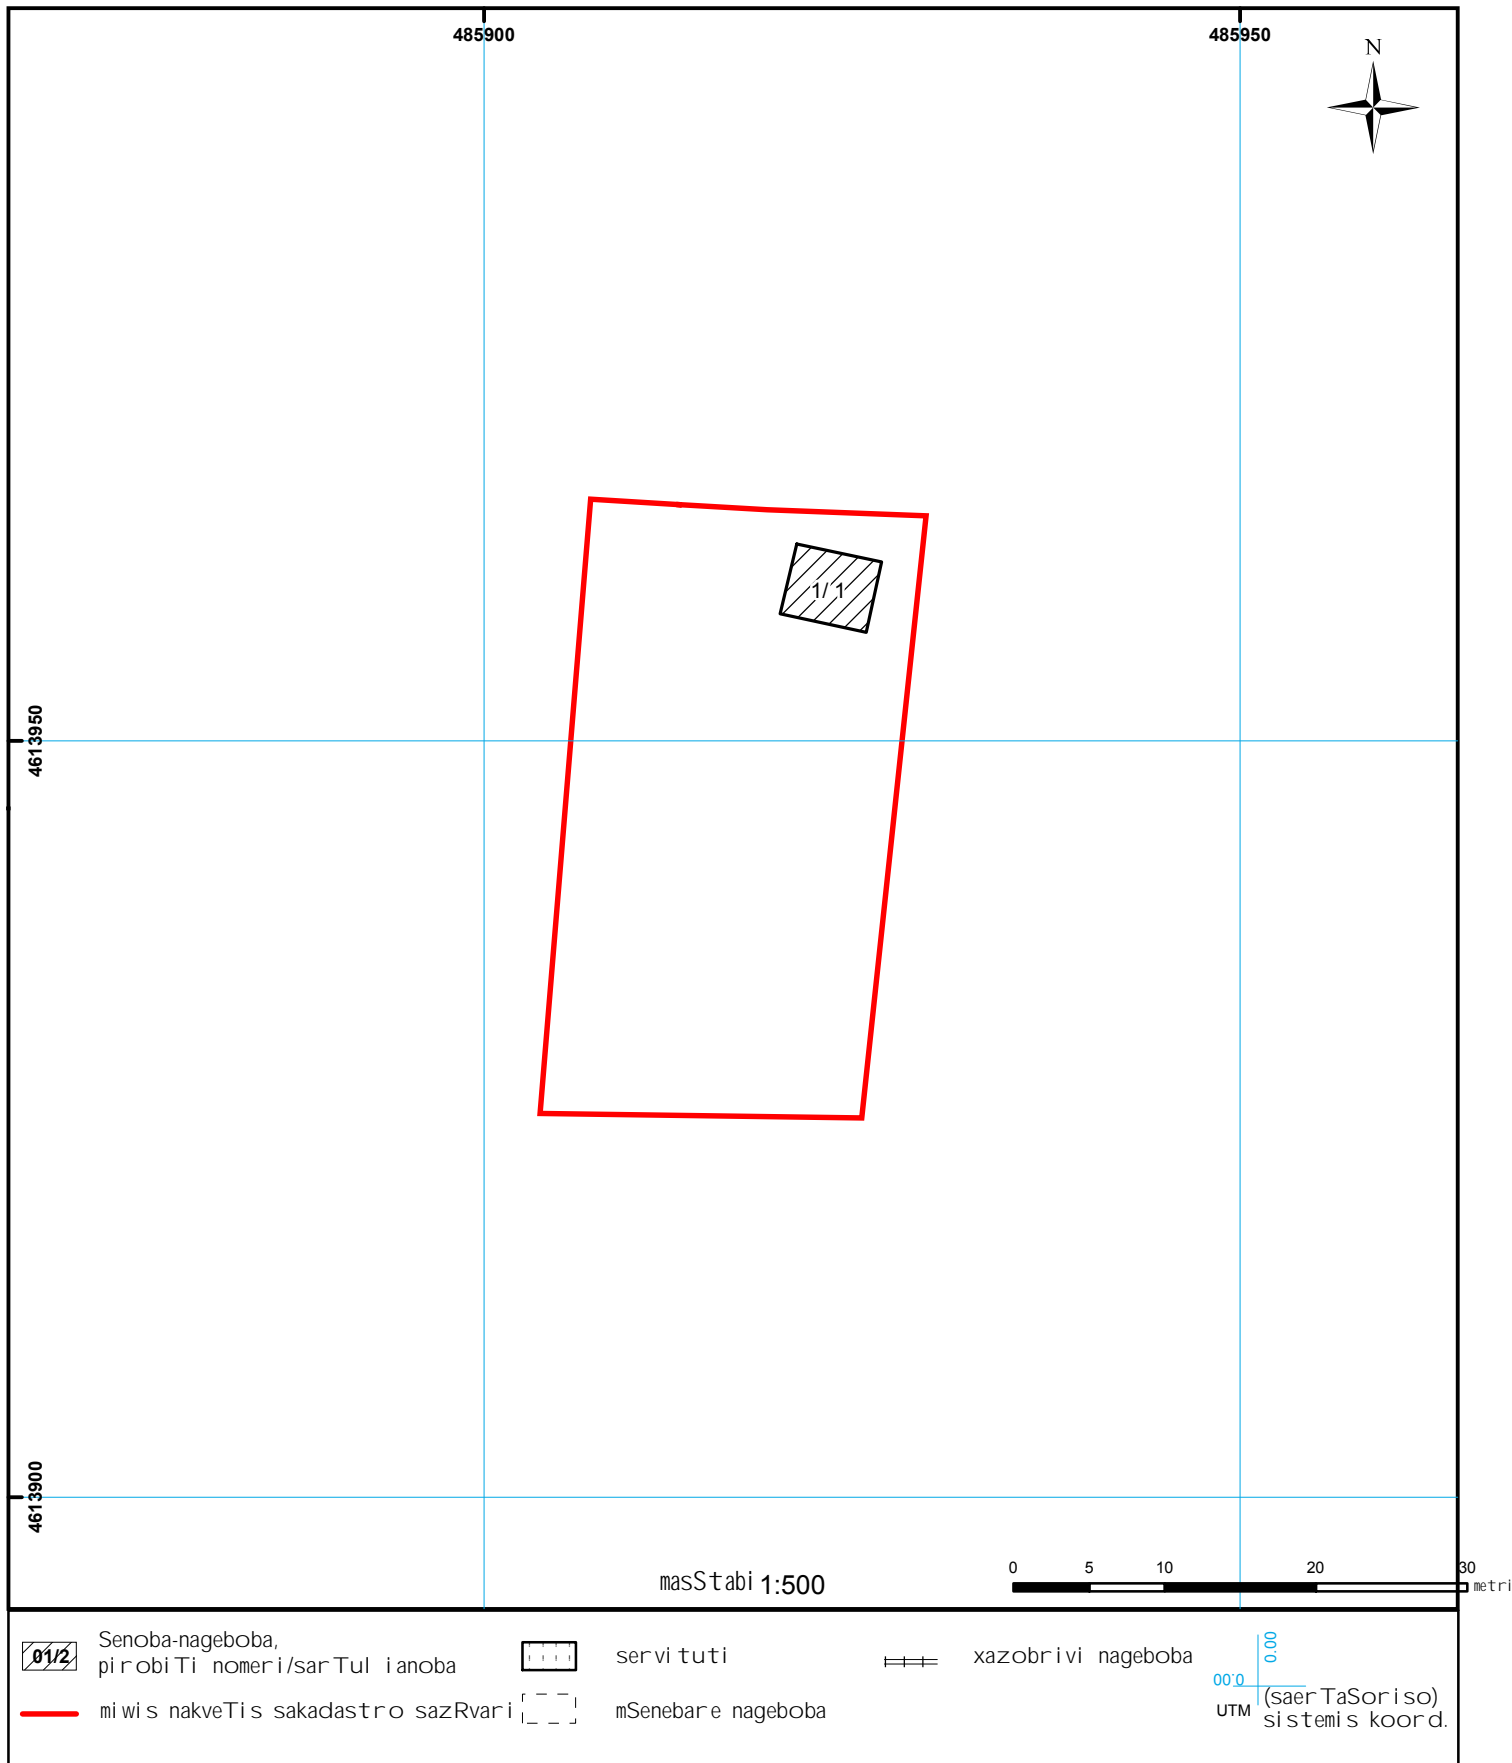 485900
485950
N
1/1
4613950
4613900
masStabi 1:500
0 5 10 20 30
metri
01/2
Senoba-nageboba,
pirobiTi nomeri/sarTulianoba
servituti
xazobrivi nageboba
0.00
0.00
miwis nakveTis sakadastro sazRvari
mSenebare nageboba
UTM
(saerTaSoriso)
sistemis koord.